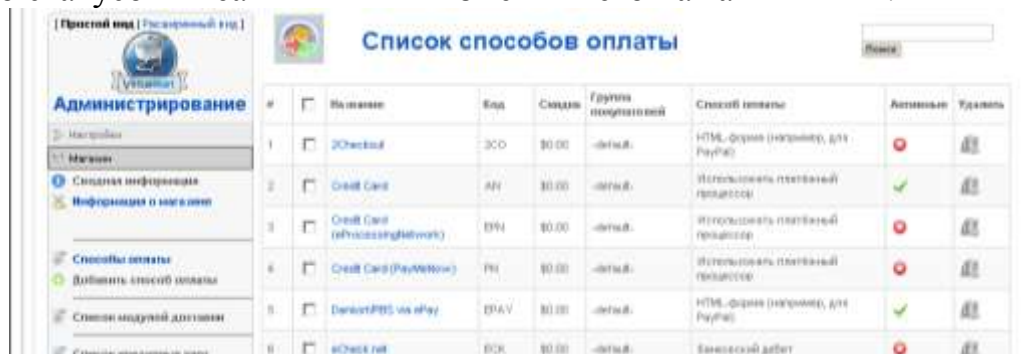 [ Простой вид | Расширенный вид ]
Список способов оплаты
Поиск
Virtuemart
Администрирование
# Название Код Скидка Группа покупателей Способ оплаты Активные Удалить
Настройки
Магазин
1 2Checkout 2CO $0.00 -default- HTML-форма (например, для PayPal)
Сводная информация
Информация о магазине
2 Credit Card AN $0.00 -default- Использовать платёжный процессор
3 Credit Card (eProcessingNetwork) EPN $0.00 -default- Использовать платёжный процессор
Способы оплаты
Добавить способ оплаты
4 Credit Card (PayMeNow) PN $0.00 -default- Использовать платёжный процессор
Список модулей доставки
5 Dankort/PBS via ePay EPAY $0.00 -default- HTML-форма (например, для PayPal)
6 eCheck.net ECK $0.00 -default- Банковский дебет